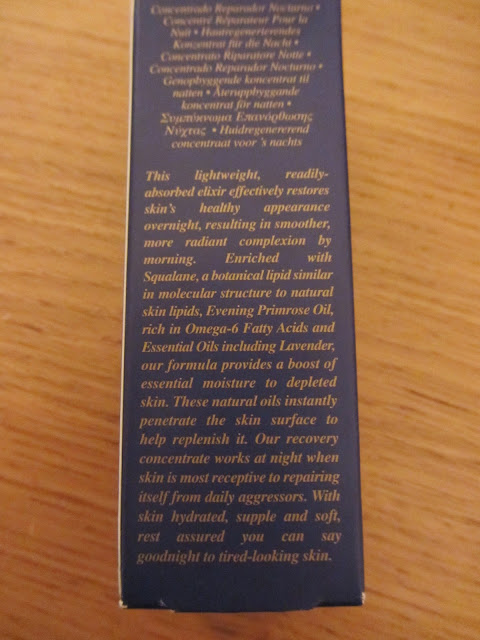 Concentrado Reparador Nocturno •
Concentré Réparateur Pour la
Nuit • Hautregenerierendes
Konzentrat für die Nacht •
Concentrato Riparatore Notte •
Concentrado Reparador Nocturno •
Genopbyggende koncentrat til
natten • Återuppbyggande
koncentrat för natten •
Συμπύκνωμα Επανόρθωσης
Νύχτας • Huidregenererend
concentraat voor 's nachts
This lightweight, readily-
absorbed elixir effectively restores
skin's healthy appearance
overnight, resulting in smoother,
more radiant complexion by
morning. Enriched with
Squalane, a botanical lipid similar
in molecular structure to natural
skin lipids, Evening Primrose Oil,
rich in Omega-6 Fatty Acids and
Essential Oils including Lavender,
our formula provides a boost of
essential moisture to depleted
skin. These natural oils instantly
penetrate the skin surface to
help replenish it. Our recovery
concentrate works at night when
skin is most receptive to repairing
itself from daily aggressors. With
skin hydrated, supple and soft,
rest assured you can say
goodnight to tired-looking skin.